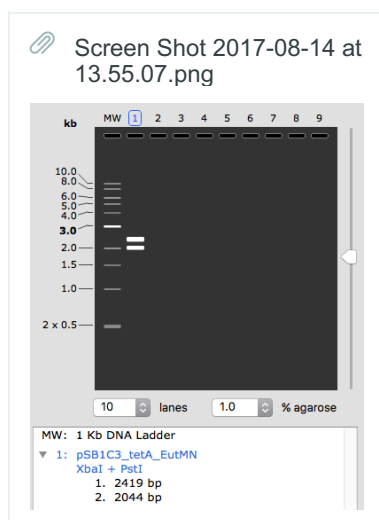 Screen Shot 2017-08-14 at
13.55.07.png
kb MW 1 2 3 4 5 6 7 8 9
10.0
8.0
6.0
5.0
4.0
3.0
2.0
1.5
1.0
2 x 0.5
10 lanes 1.0 % agarose
MW: 1 Kb DNA Ladder
1: pSB1C3_tetA_EutMN
XbaI + PstI
1. 2419 bp
2. 2044 bp